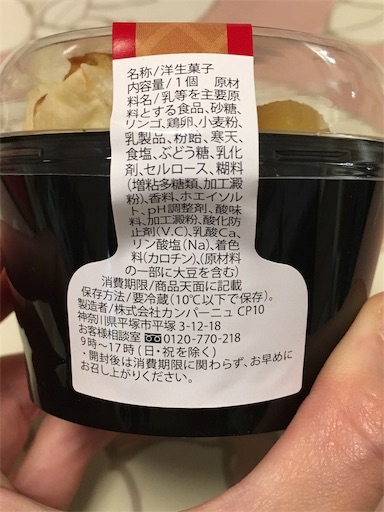 名称/洋生菓子
内容量/1個 原材
料名/乳等を主要原
料とする食品、砂糖、
リンゴ、鶏卵、小麦粉、
乳製品、粉飴、寒天、
食塩、ぶどう糖、乳化
剤、セルロース、糊料
(増粘多糖類、加工澱
粉)、香料、ホエイソル
ト、pH調整剤、酸味
料、加工澱粉、酸化防
止剤(V.C)、乳酸Ca、
リン酸塩(Na)、着色
料(カロチン)、(原材料
の一部に大豆を含む)
消費期限/商品天面に記載
保存方法/要冷蔵(10℃以下で保存)。
製造者/株式会社カンパーニュ CP10
神奈川県平塚市平塚 3-12-18
お客様相談室 0120-770-218
9時〜17時(日・祝を除く)
・開封後は消費期限に関わらず、お早めに
お召し上がりください。